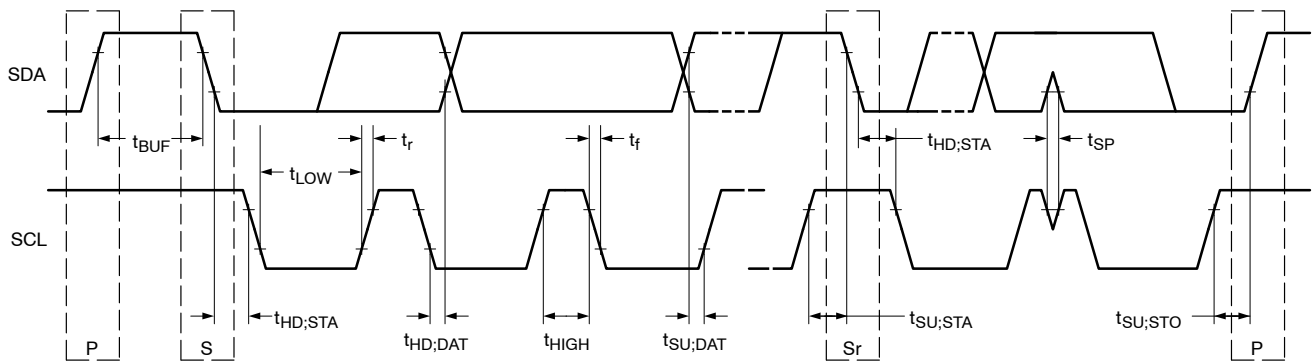 SDA
t_BUF
t_LOW
t_r
t_f
t_HD;STA
t_SP
SCL
t_HD;STA
t_HD;DAT
t_HIGH
t_SU;DAT
t_SU;STA
t_SU;STO
P
S
Sr
P